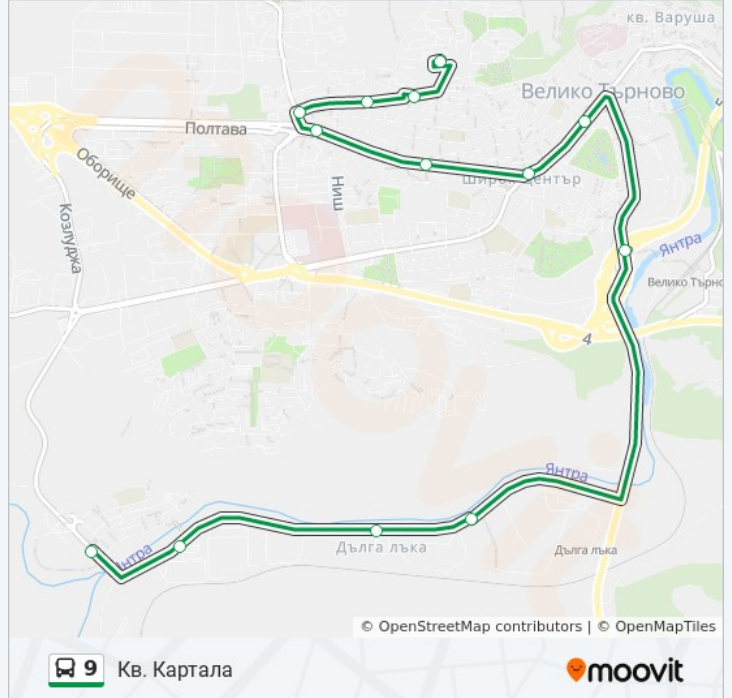 кв. Варуша
Велико Търново
Полтава
Оборище
Широк център
Ниш
Козлуджа
Янтра
Велико Търно
4
Янтра
Янтра
Дълга лъка
Дълга лъка
© OpenStreetMap contributors | © OpenMapTiles
9 Кв. Картала
moovit